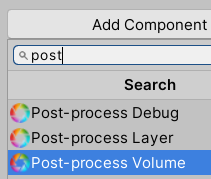 Add Component
post
Search
Post-process Debug
Post-process Layer
Post-process Volume